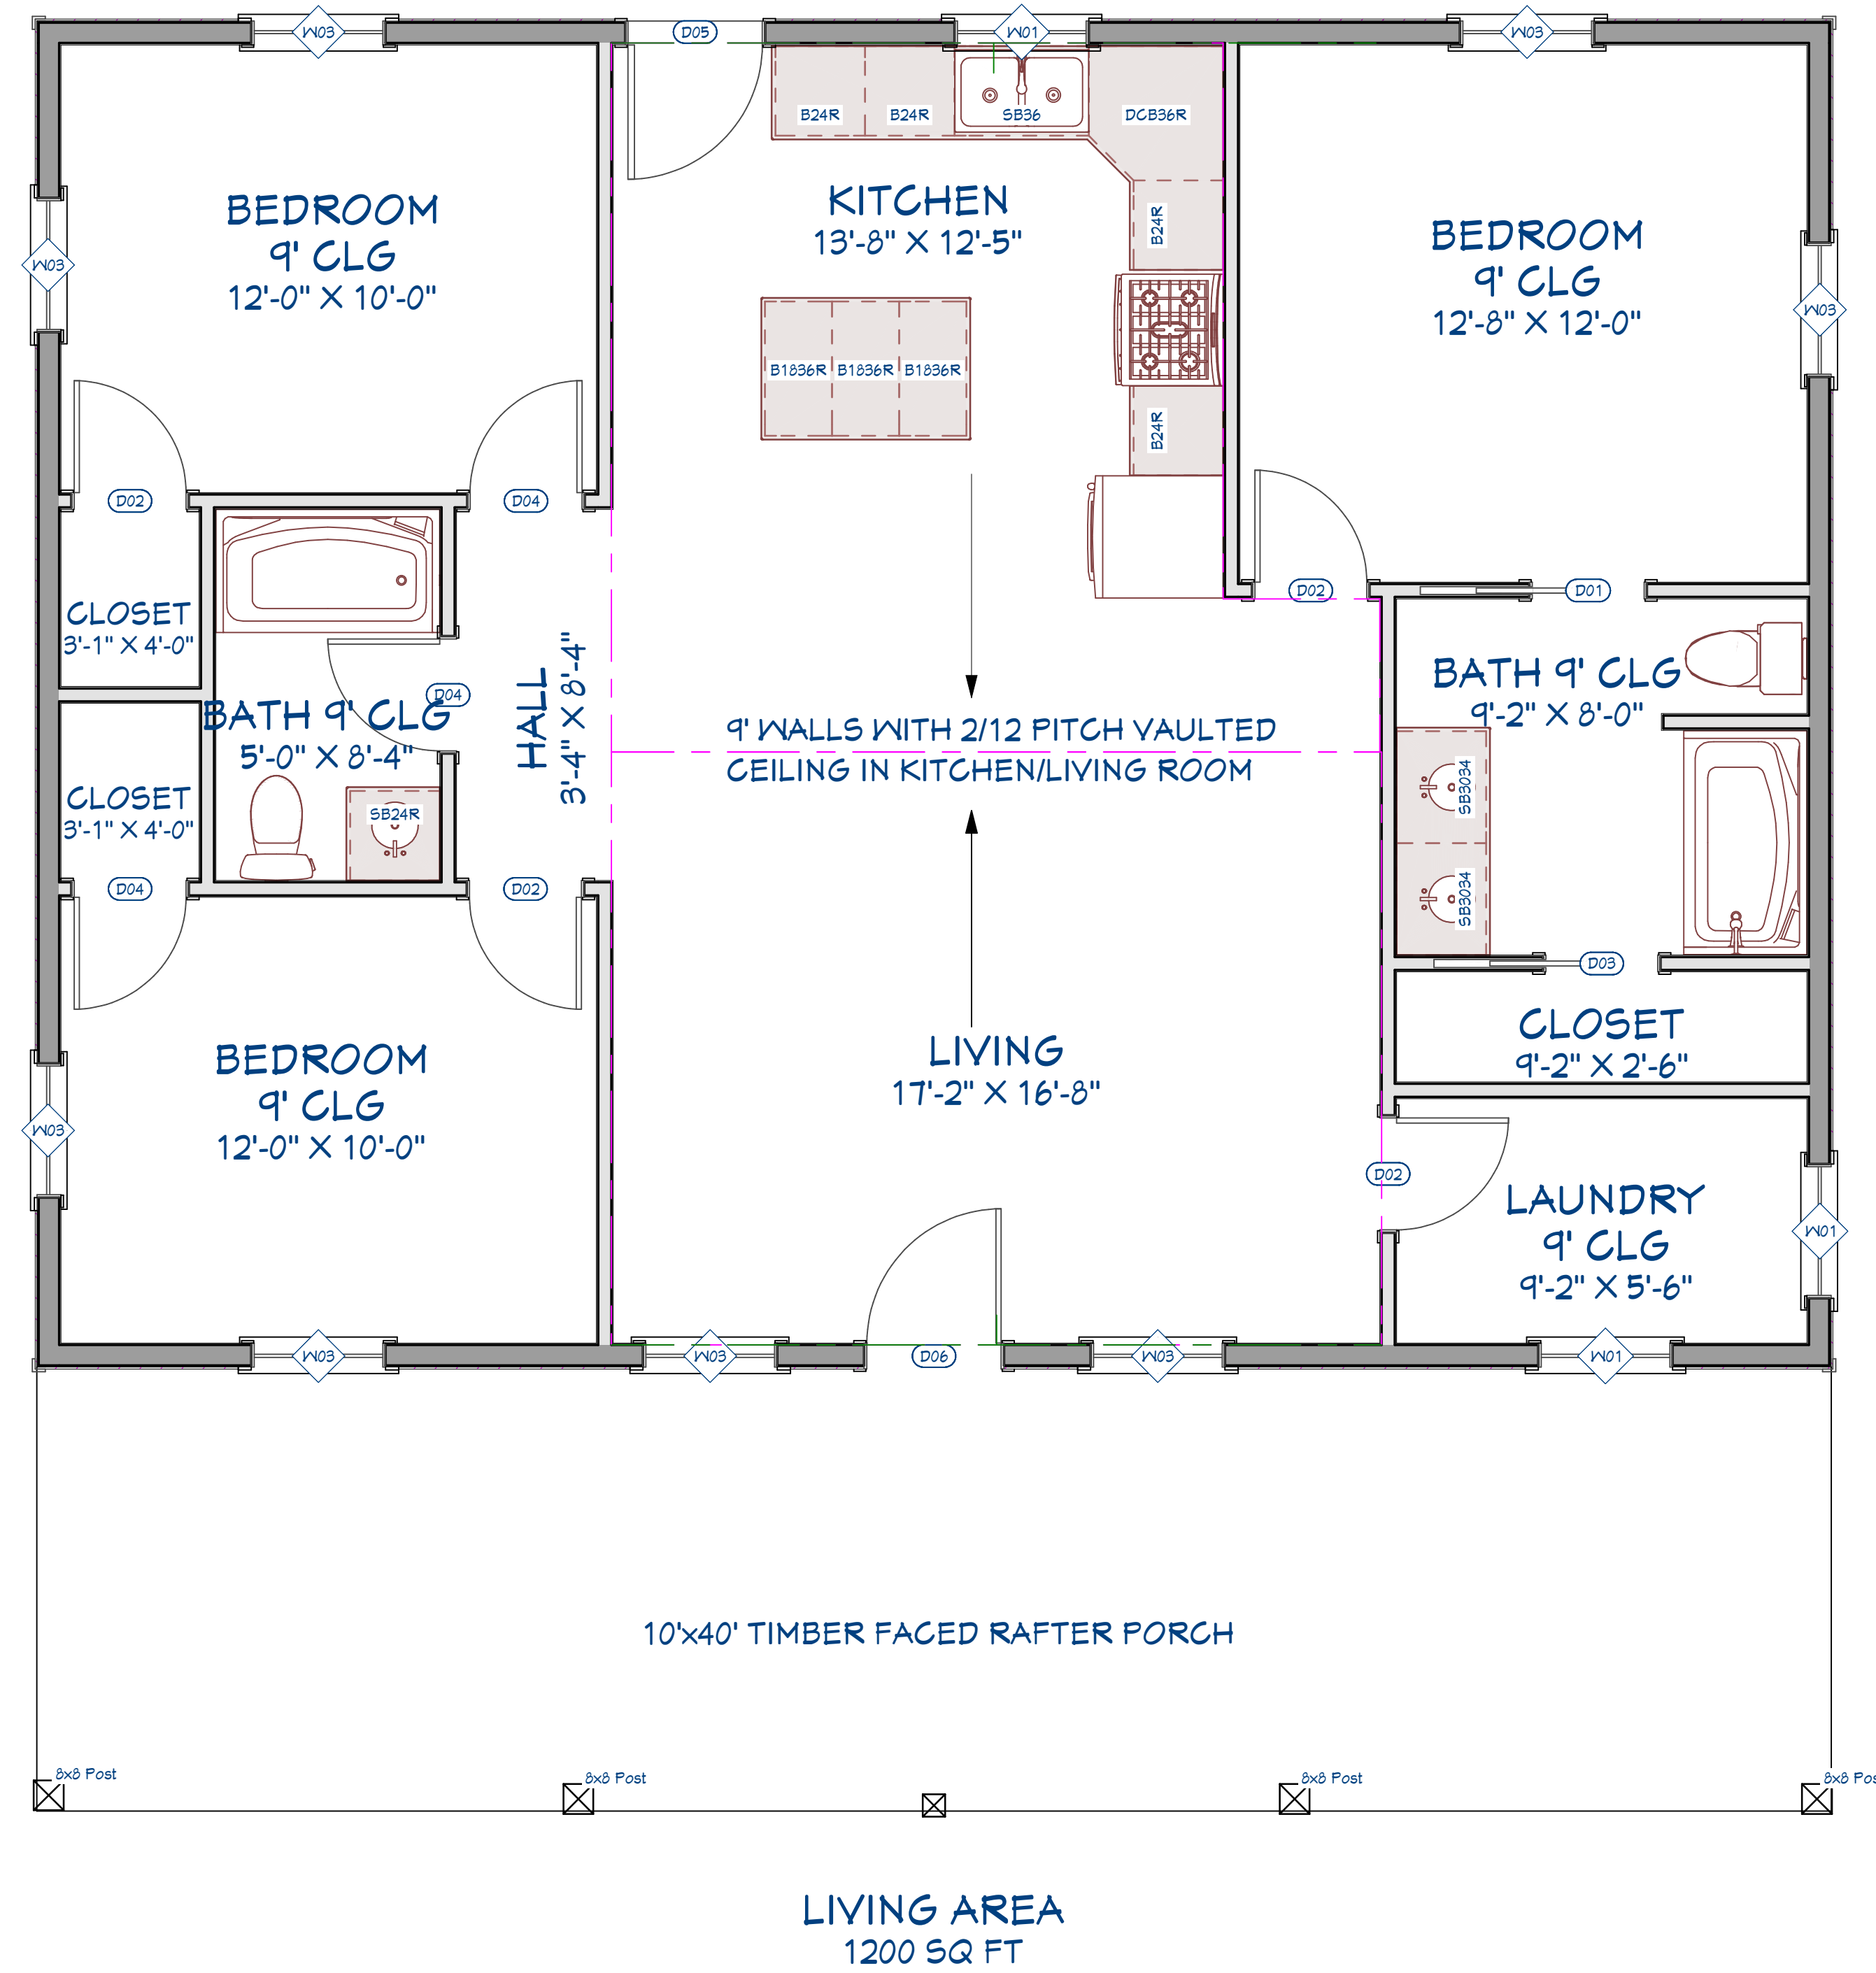 W03
D05
W01
W03
B24R
B24R
SB36
DCB36R
BEDROOM
9' CLG
12'-0" X 10'-0"
W03
KITCHEN
13'-8" X 12'-5"
B24R
BEDROOM
9' CLG
12'-8" X 12'-0"
W03
B1836R
B1836R
B1836R
B24R
D02
D04
D02
D01
CLOSET
3'-1" X 4'-0"
BATH 9' CLG
5'-0" X 8'-4"
D04
HALL
3'-4" X 8'-4"
9' WALLS WITH 2/12 PITCH VAULTED
CEILING IN KITCHEN/LIVING ROOM
BATH 9' CLG
9'-2" X 8'-0"
SB3034
SB3034
CLOSET
3'-1" X 4'-0"
SB24R
D04
D02
D03
CLOSET
9'-2" X 2'-6"
BEDROOM
9' CLG
12'-0" X 10'-0"
W03
LIVING
17'-2" X 16'-8"
D02
LAUNDRY
9' CLG
9'-2" X 5'-6"
W01
W03
W03
D06
W03
W01
10'x40' TIMBER FACED RAFTER PORCH
8x8 Post
8x8 Post
8x8 Post
8x8 Pos
LIVING AREA
1200 SQ FT